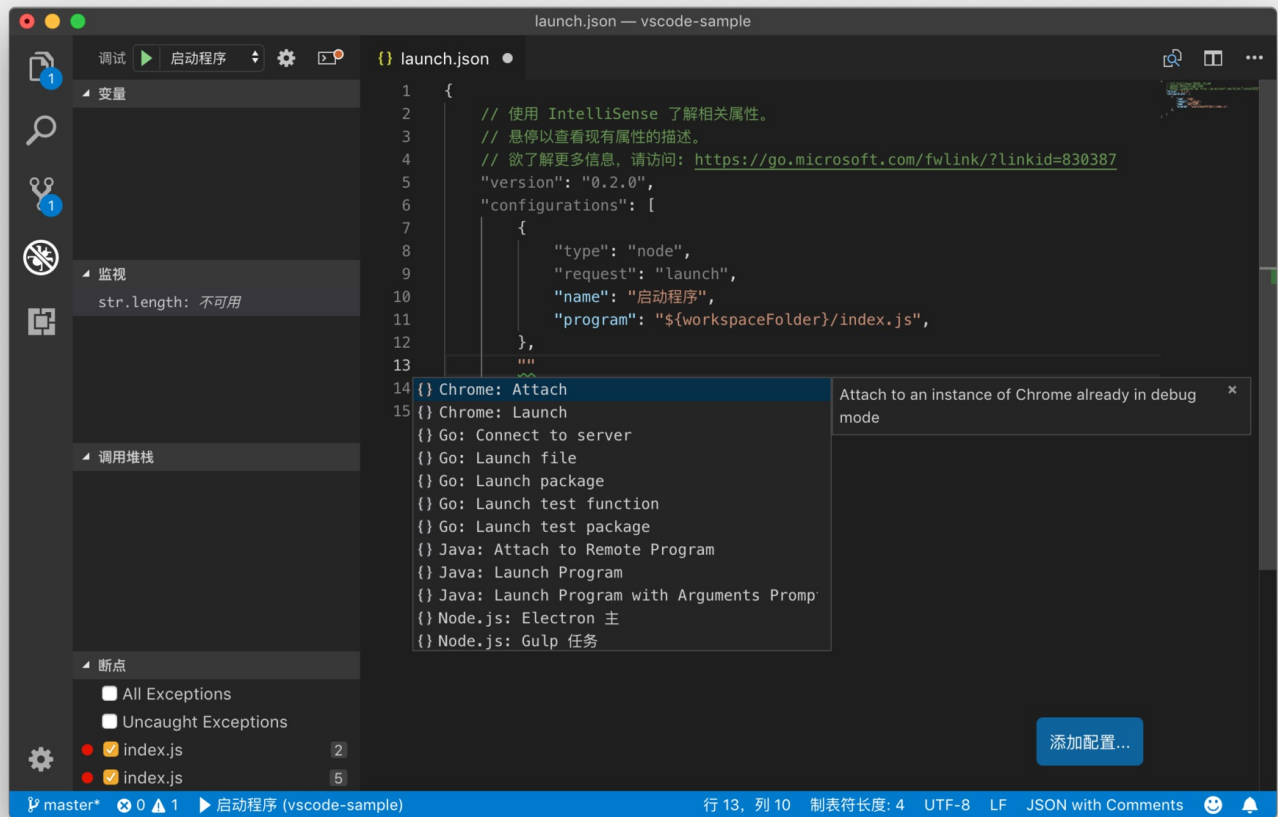 launch.json — vscode-sample
调试 启动程序
{} launch.json ●
1
1
变量
监视
str.length: 不可用
调用堆栈
断点
All Exceptions
Uncaught Exceptions
index.js 2
index.js 5
1 {
2 // 使用 IntelliSense 了解相关属性。
3 // 悬停以查看现有属性的描述。
4 // 欲了解更多信息，请访问: https://go.microsoft.com/fwlink/?linkid=830387
5 "version": "0.2.0",
6 "configurations": [
7 {
8 "type": "node",
9 "request": "launch",
10 "name": "启动程序",
11 "program": "${workspaceFolder}/index.js",
12 },
13 ""
14 {} Chrome: Attach
15 {} Chrome: Launch
{} Go: Connect to server
{} Go: Launch file
{} Go: Launch package
{} Go: Launch test function
{} Go: Launch test package
{} Java: Attach to Remote Program
{} Java: Launch Program
{} Java: Launch Program with Arguments Promp
{} Node.js: Electron 主
{} Node.js: Gulp 任务
Attach to an instance of Chrome already in debug
mode
添加配置...
master* 0 1 启动程序 (vscode-sample) 行 13，列 10 制表符长度: 4 UTF-8 LF JSON with Comments